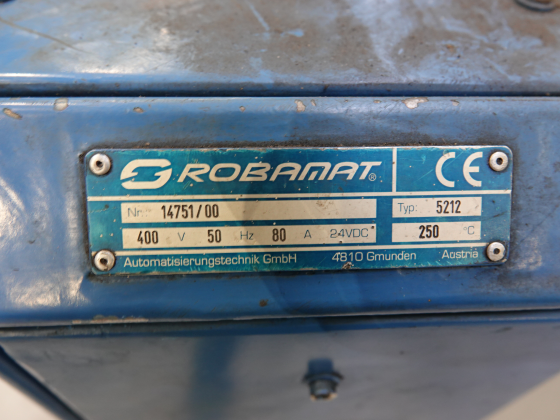 ROBAMAT®
CE
Nr. 14751/00 Typ: 5212
400 V 50 Hz 80 A 24VDC 250 °C
Automatisierungstechnik GmbH 4810 Gmunden Austria